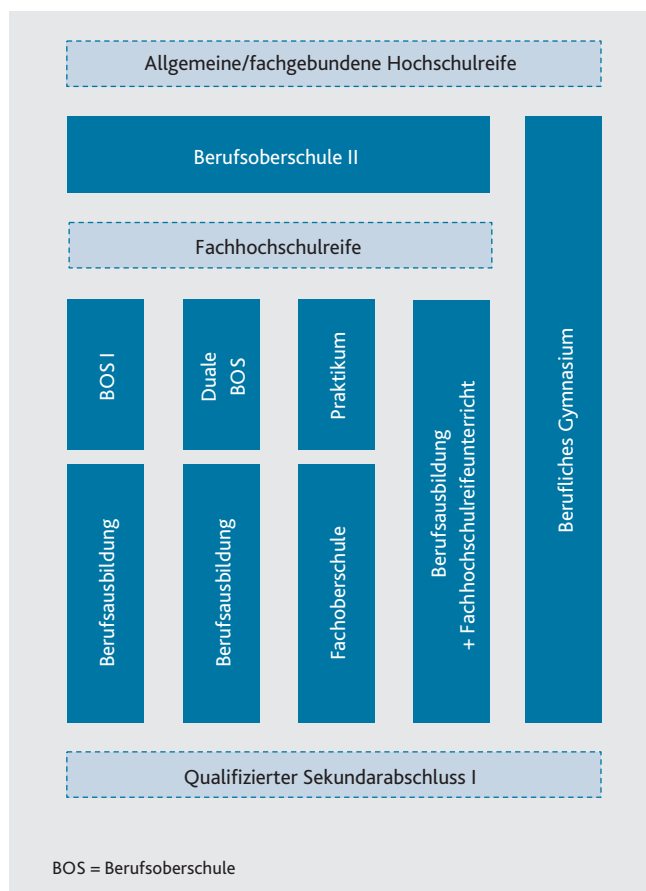 Allgemeine/fachgebundene Hochschulreife
Berufsoberschule II
Fachhochschulreife
BOS I
Duale
BOS
Praktikum
Berufsausbildung
+ Fachhochschulreifeunterricht
Berufliches Gymnasium
Berufsausbildung
Berufsausbildung
Fachoberschule
Qualifizierter Sekundarabschluss I
BOS = Berufsoberschule